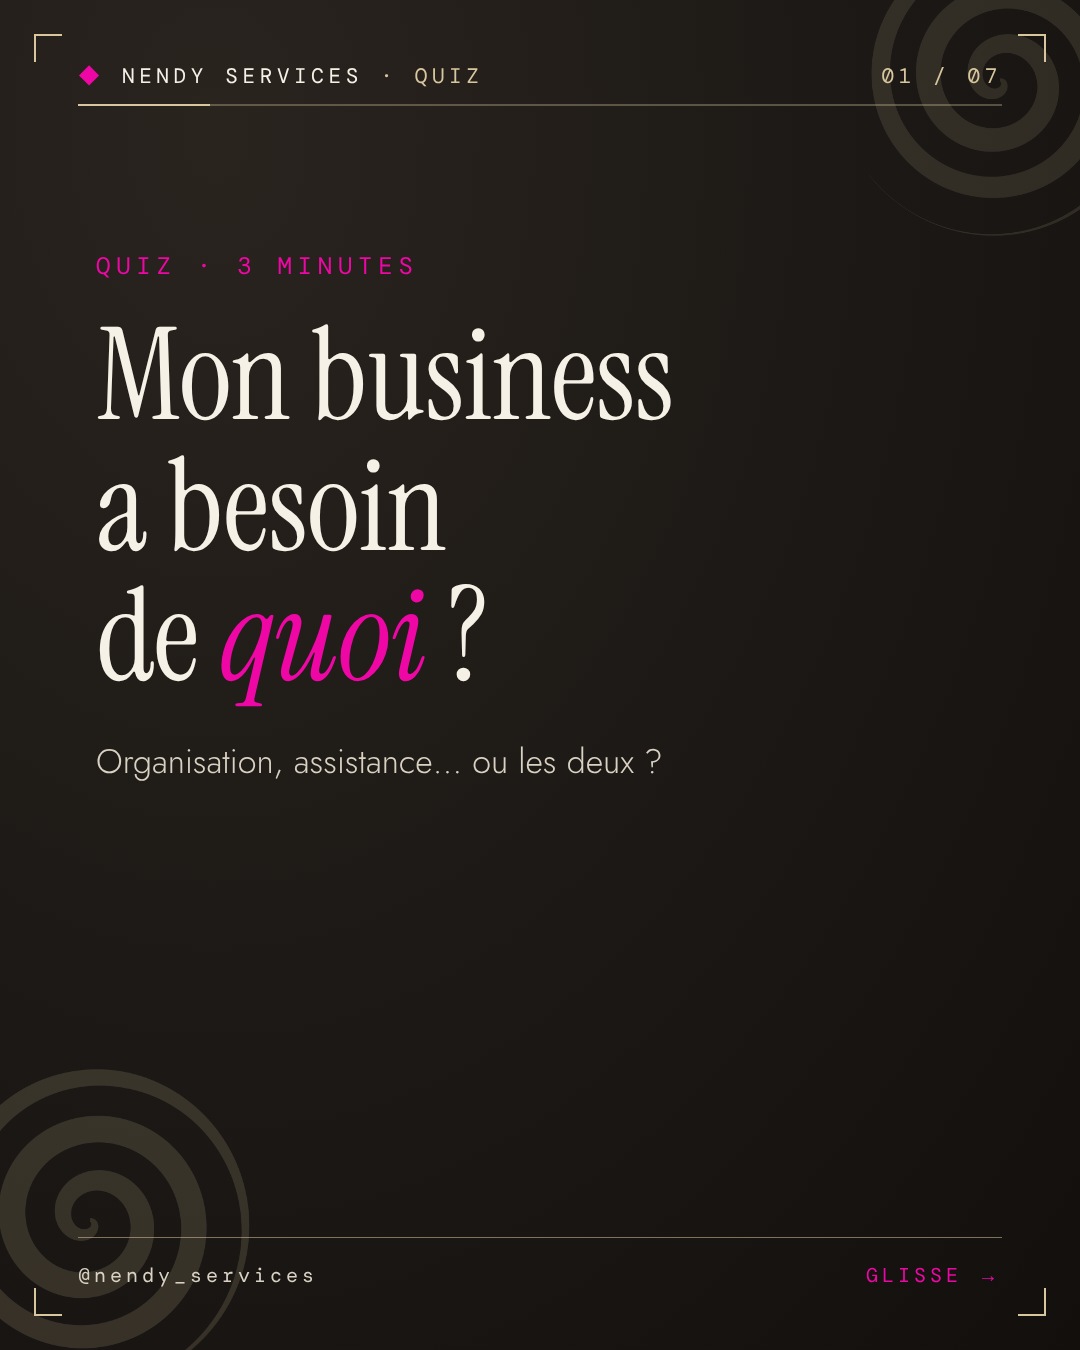 ◆ NENDY SERVICES · QUIZ
01 / 07
QUIZ · 3 MINUTES
Mon business
a besoin
de quoi ?
Organisation, assistance... ou les deux ?
@nendy_services
GLISSE →